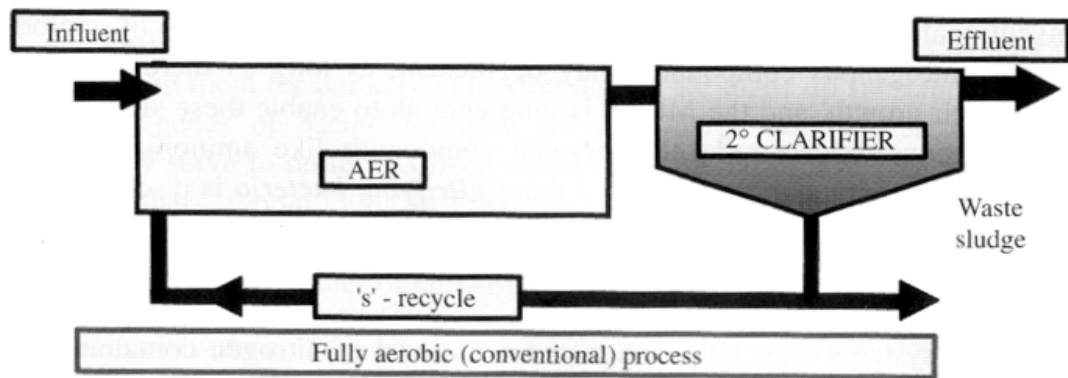 Influent
Effluent
2° CLARIFIER
AER
Waste
sludge
's' - recycle
Fully aerobic (conventional) process